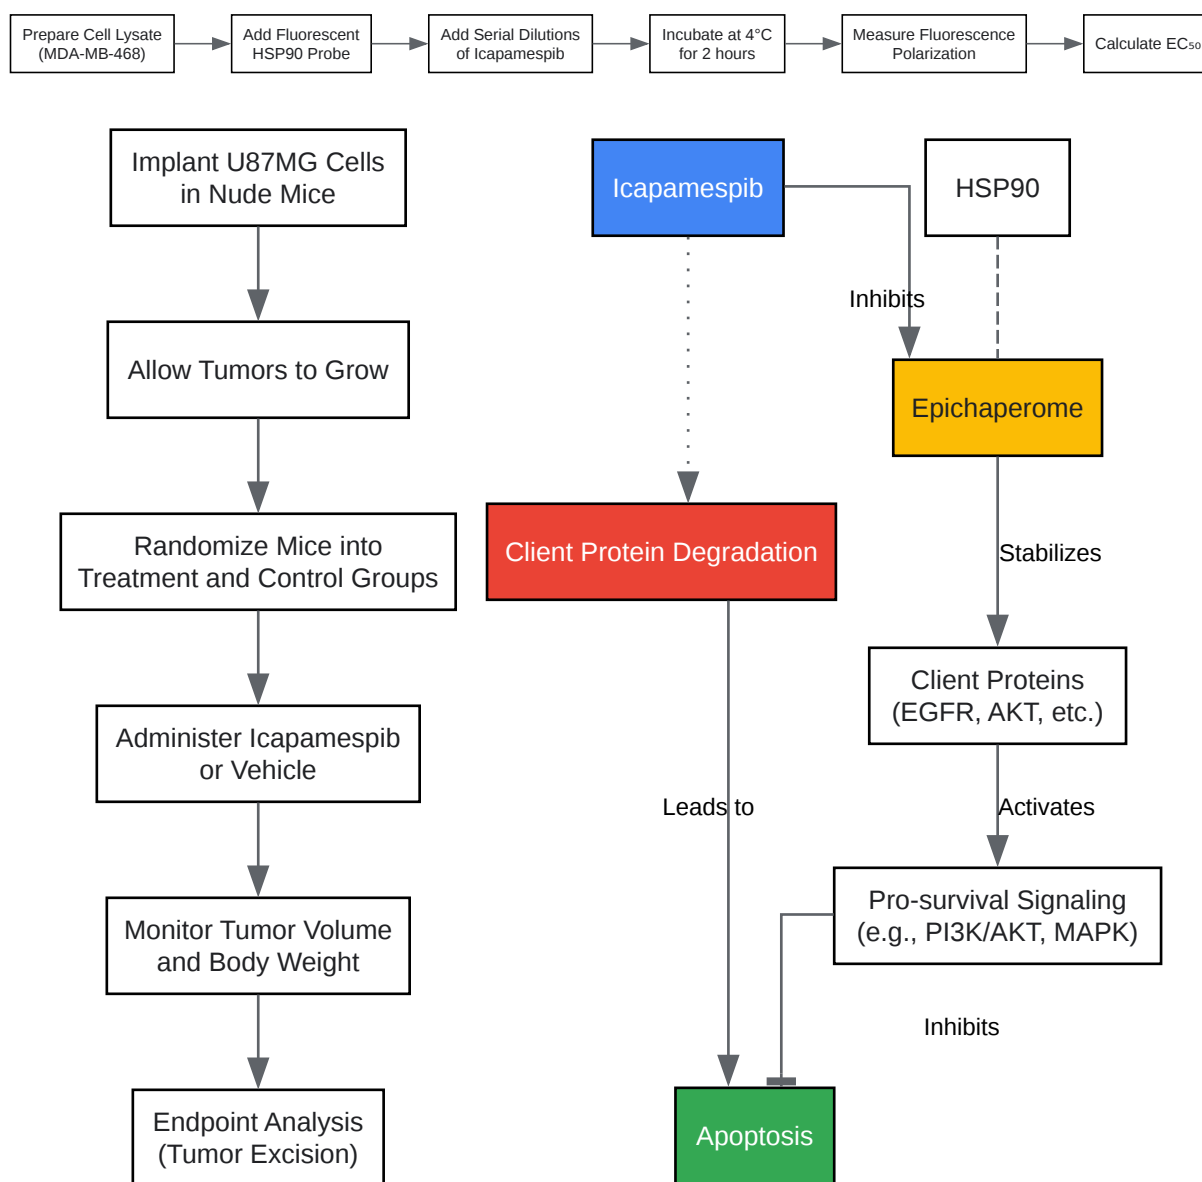 Prepare Cell Lysate
(MDA-MB-468)
Add Fluorescent
HSP90 Probe
Add Serial Dilutions
of Icapamespib
Incubate at 4°C
for 2 hours
Measure Fluorescence
Polarization
Calculate EC₅₀
Implant U87MG Cells
in Nude Mice
Allow Tumors to Grow
Randomize Mice into
Treatment and Control Groups
Administer Icapamespib
or Vehicle
Monitor Tumor Volume
and Body Weight
Endpoint Analysis
(Tumor Excision)
Icapamespib
HSP90
Inhibits
Epichaperome
Client Protein Degradation
Stabilizes
Client Proteins
(EGFR, AKT, etc.)
Leads to
Activates
Pro-survival Signaling
(e.g., PI3K/AKT, MAPK)
Inhibits
Apoptosis